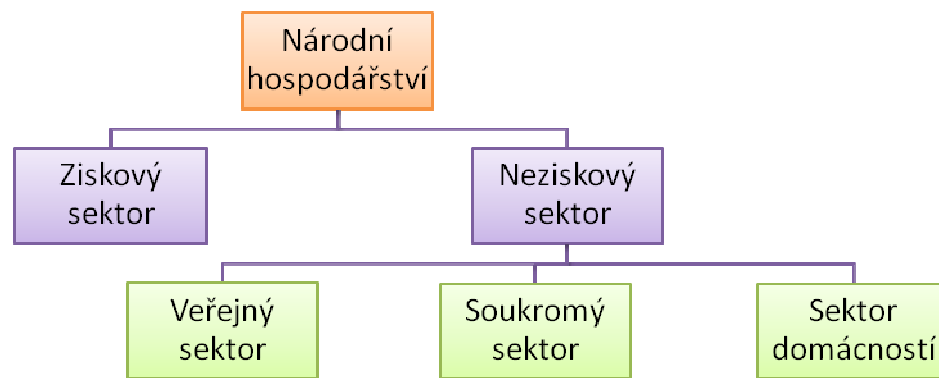 Národní
hospodářství
Ziskový
sektor
Neziskový
sektor
Veřejný
sektor
Soukromý
sektor
Sektor
domácností